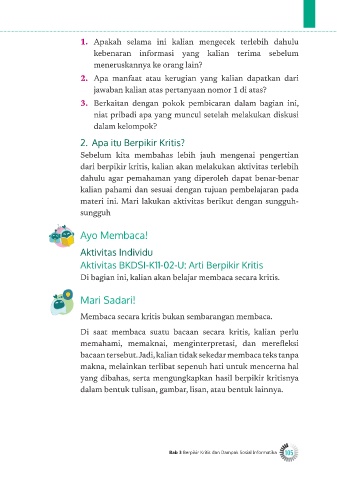 1. Apakah selama ini kalian mengecek terlebih dahulu
kebenaran informasi yang kalian terima sebelum
meneruskannya ke orang lain?
2. Apa manfaat atau kerugian yang kalian dapatkan dari
jawaban kalian atas pertanyaan nomor 1 di atas?
3. Berkaitan dengan pokok pembicaran dalam bagian ini,
niat pribadi apa yang muncul setelah melakukan diskusi
dalam kelompok?
2. Apa itu Berpikir Kritis?
Sebelum kita membahas lebih jauh mengenai pengertian
dari berpikir kritis, kalian akan melakukan aktivitas terlebih
dahulu agar pemahaman yang diperoleh dapat benar-benar
kalian pahami dan sesuai dengan tujuan pembelajaran pada
materi ini. Mari lakukan aktivitas berikut dengan sungguh-
sungguh
Ayo Membaca!
Aktivitas Individu
Aktivitas BKDSI-K11-02-U: Arti Berpikir Kritis
Di bagian ini, kalian akan belajar membaca secara kritis.
Mari Sadari!
Membaca secara kritis bukan sembarangan membaca.
Di saat membaca suatu bacaan secara kritis, kalian perlu
memahami, memaknai, menginterpretasi, dan merefleksi
bacaan tersebut. Jadi, kalian tidak sekedar membaca teks tanpa
makna, melainkan terlibat sepenuh hati untuk mencerna hal
yang dibahas, serta mengungkapkan hasil berpikir kritisnya
dalam bentuk tulisan, gambar, lisan, atau bentuk lainnya.
Bab 3 Berpikir Kritis dan Dampak Sosial Informatika 105